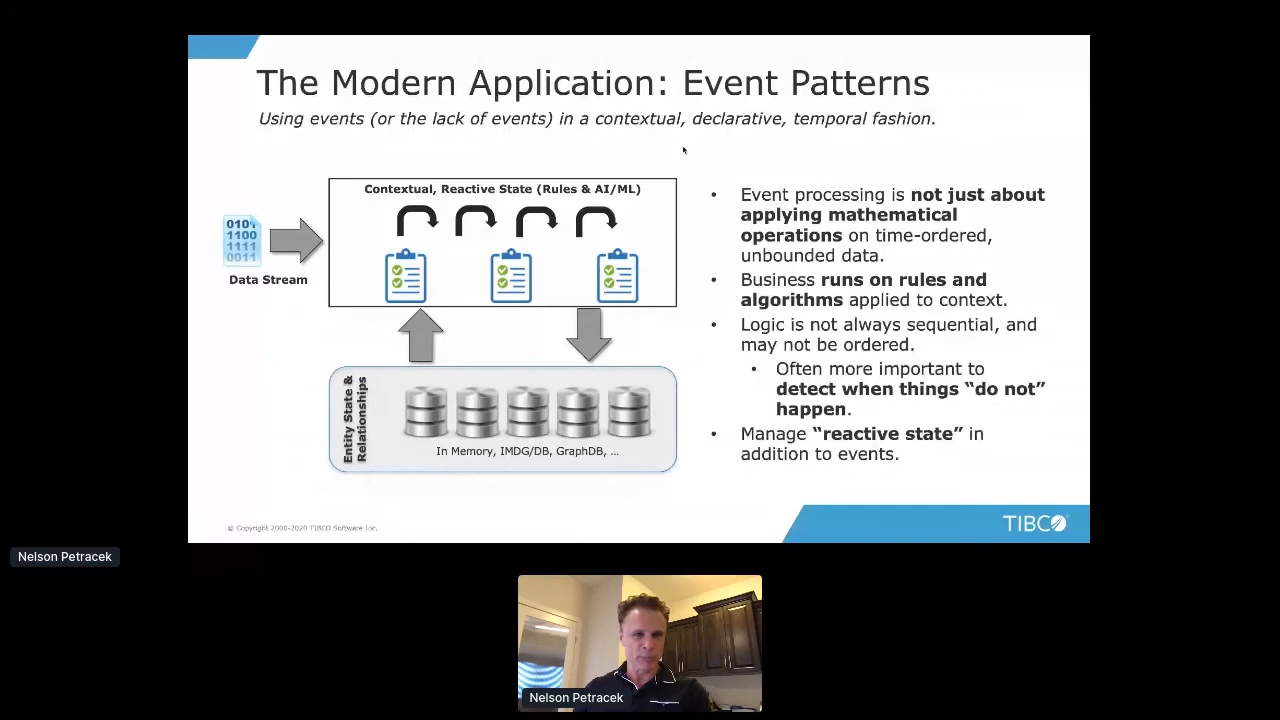 The Modern Application: Event Patterns
Using events (or the lack of events) in a contextual, declarative, temporal fashion.
Contextual, Reactive State (Rules & AI/ML)
0101
1100
1111
0011
Data Stream
Entity State &
Relationships
In Memory, IMDG/DB, GraphDB, ...
• Event processing is not just about
applying mathematical
operations on time-ordered,
unbounded data.
• Business runs on rules and
algorithms applied to context.
• Logic is not always sequential, and
may not be ordered.
• Often more important to
detect when things “do not”
happen.
• Manage “reactive state” in
addition to events.
© Copyright 2000-2020 TIBCO Software Inc.
TIBCO
Nelson Petracek
Nelson Petracek